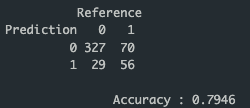 Reference
Prediction 0 1
0 327 70
1 29 56
Accuracy : 0.7946